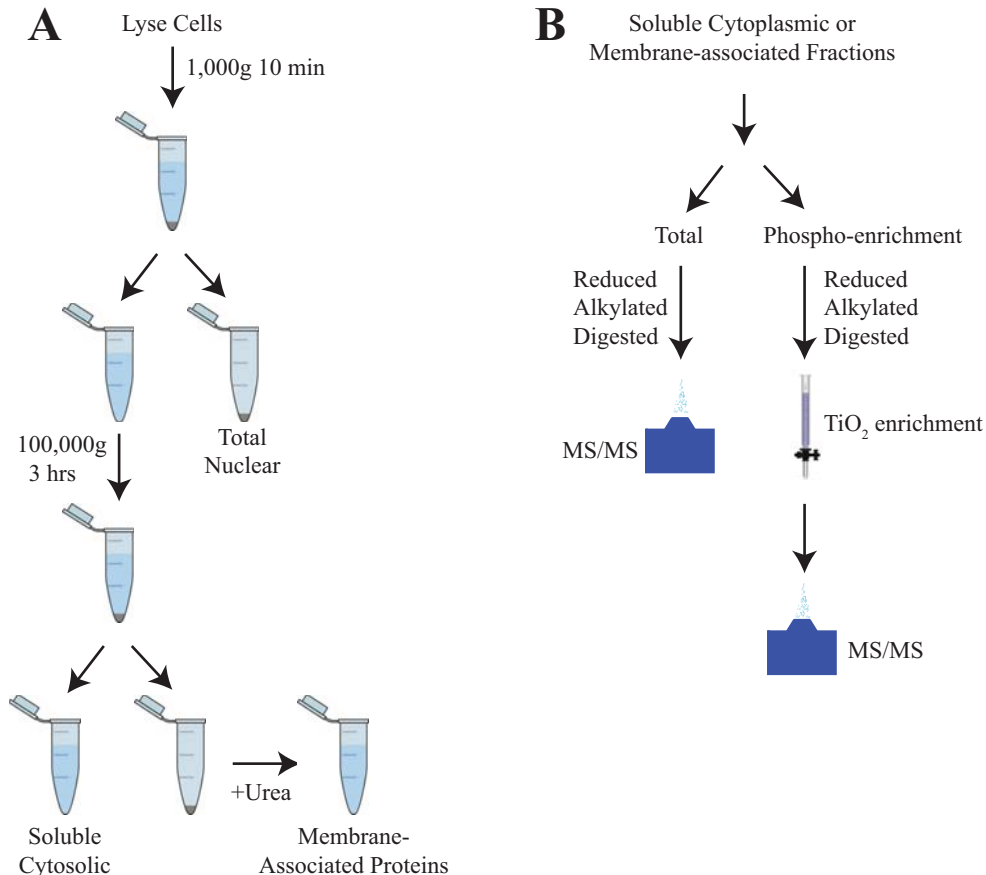 A
Lyse Cells
1,000g 10 min
Total
Nuclear
100,000g
3 hrs
+Urea
Soluble
Cytosolic
Membrane-
Associated Proteins
B
Soluble Cytoplasmic or
Membrane-associated Fractions
Total
Phospho-enrichment
Reduced
Alkylated
Digested
Reduced
Alkylated
Digested
MS/MS
TiO₂ enrichment
MS/MS